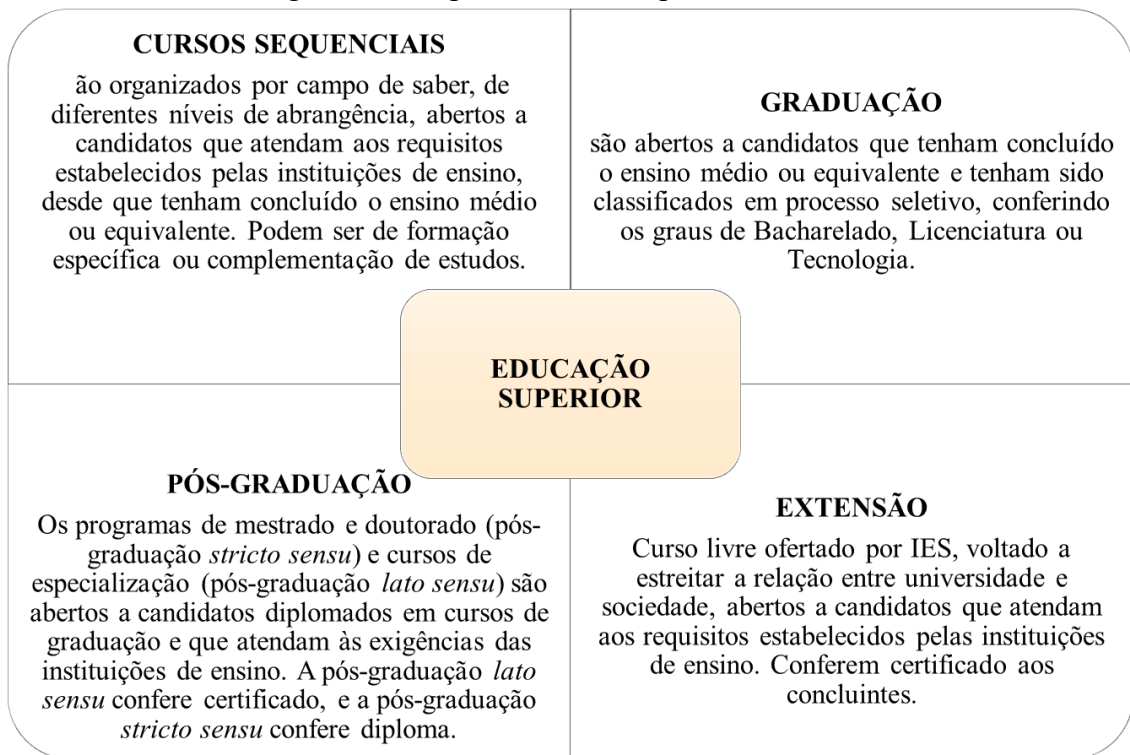 CURSOS SEQUENCIAIS
ão organizados por campo de saber, de
diferentes níveis de abrangência, abertos a
candidatos que atendam aos requisitos
estabelecidos pelas instituições de ensino,
desde que tenham concluído o ensino médio
ou equivalente. Podem ser de formação
específica ou complementação de estudos.
GRADUAÇÃO
são abertos a candidatos que tenham concluído
o ensino médio ou equivalente e tenham sido
classificados em processo seletivo, conferindo
os graus de Bacharelado, Licenciatura ou
Tecnologia.
EDUCAÇÃO
SUPERIOR
PÓS-GRADUAÇÃO
Os programas de mestrado e doutorado (pós-
graduação stricto sensu) e cursos de
especialização (pós-graduação lato sensu) são
abertos a candidatos diplomados em cursos de
graduação e que atendam às exigências das
instituições de ensino. A pós-graduação lato
sensu confere certificado, e a pós-graduação
stricto sensu confere diploma.
EXTENSÃO
Curso livre ofertado por IES, voltado a
estreitar a relação entre universidade e
sociedade, abertos a candidatos que atendam
aos requisitos estabelecidos pelas instituições
de ensino. Conferem certificado aos
concluintes.